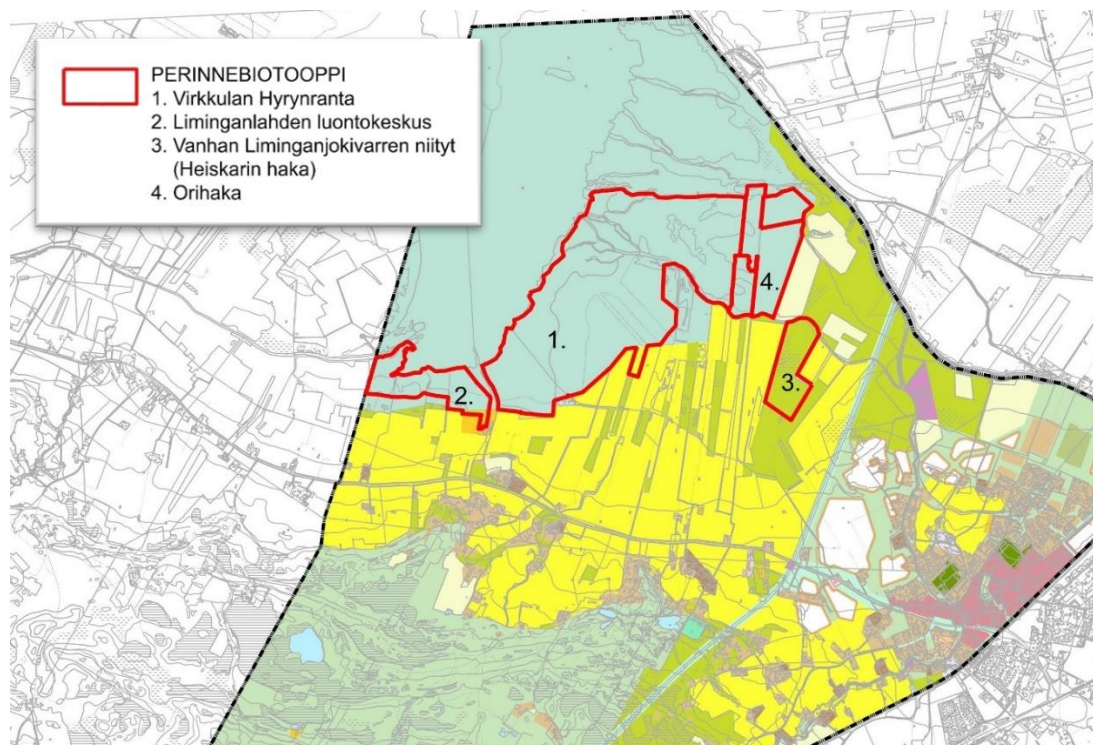 PERINNEBIOTOOPPI
1. Virkkulan Hyrynranta
2. Liminganlahden luontokeskus
3. Vanhan Liminganjokivarren niityt
(Heiskarin haka)
4. Orihaka
4.
1.
3.
2.